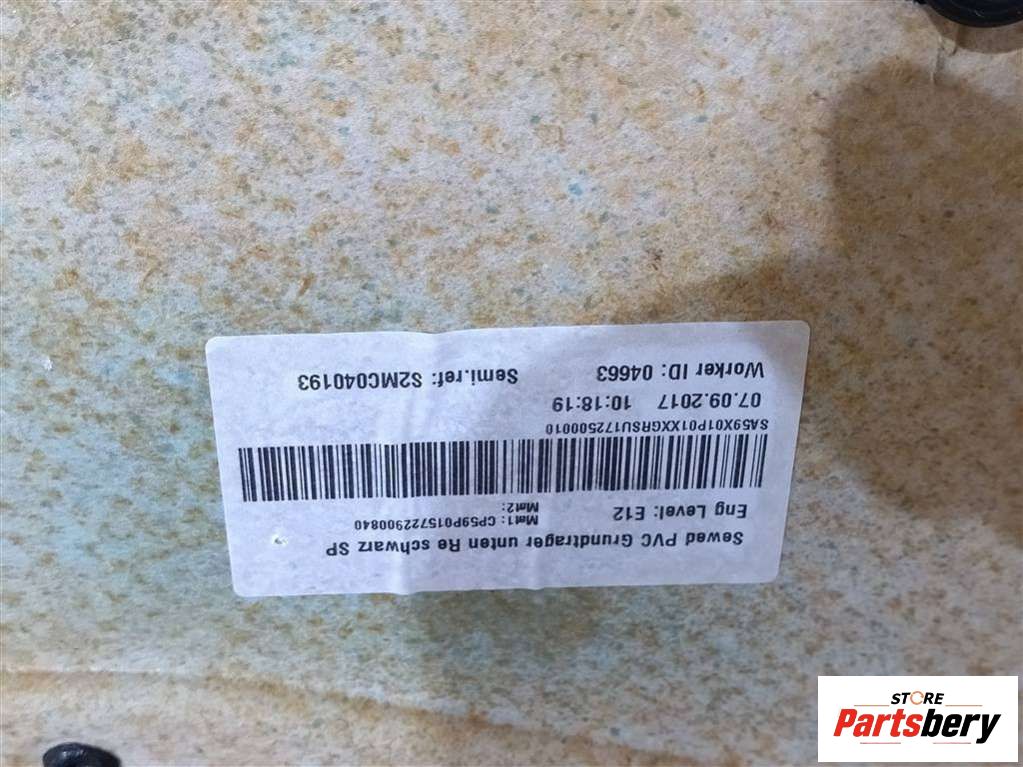 Sewed PVC Grundtrager unten Re schwarz SP
Eng Level: E12
Mat1: CP59P015722900840
Mat2:
SA59X01P01XXGRSU172500010
07.09.2017 10:18:19
Worker ID: 04663 Semi.ref: S2MC040193
STORE
Partsbery